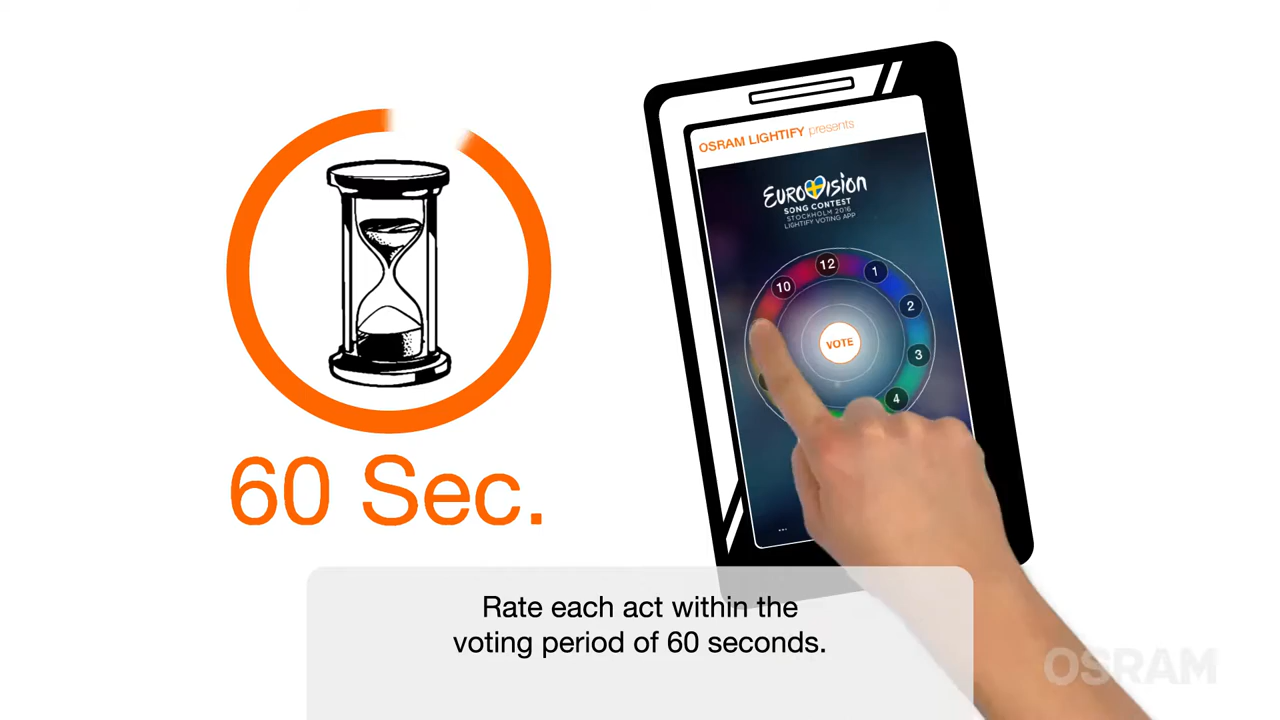 OSRAM LIGHTIFY presents
EUROVISION
SONG CONTEST
STOCKHOLM 2016
LIGHTIFY VOTING APP
12
10
1
2
VOTE
3
4
60 Sec.
...
Rate each act within the
voting period of 60 seconds.
OSRAM